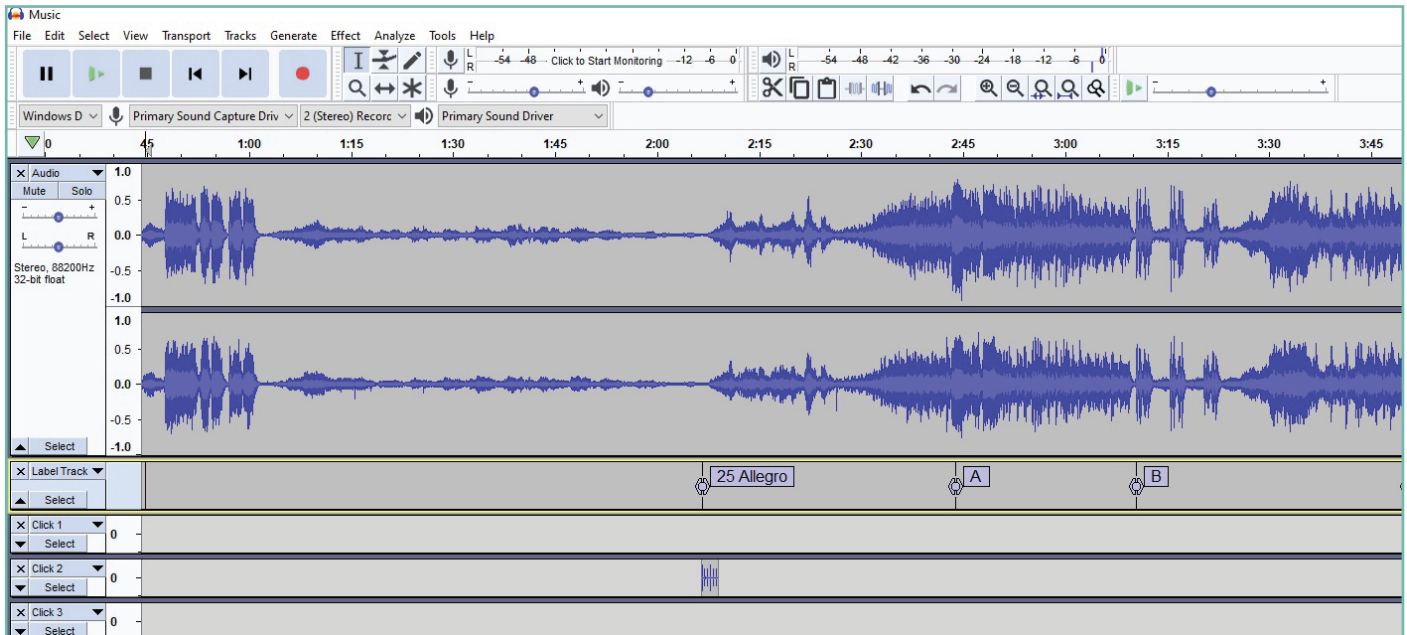 Music
File Edit Select View Transport Tracks Generate Effect Analyze Tools Help
L R -54 -48 Click to Start Monitoring -12 -6 0 L R -54 -48 -42 -36 -30 -24 -18 -12 -6 0
- + - + - +
Windows D Primary Sound Capture Driv 2 (Stereo) Recorc Primary Sound Driver
0 45 1:00 1:15 1:30 1:45 2:00 2:15 2:30 2:45 3:00 3:15 3:30 3:45
Audio 1.0
Mute Solo
- + 0.5
L R 0.0
Stereo, 88200Hz -0.5
32-bit float
-1.0
1.0
0.5
0.0
-0.5
Select -1.0
Label Track
25 Allegro A B
Select
Click 1
0
Select
Click 2
0
Select
Click 3
0
Select